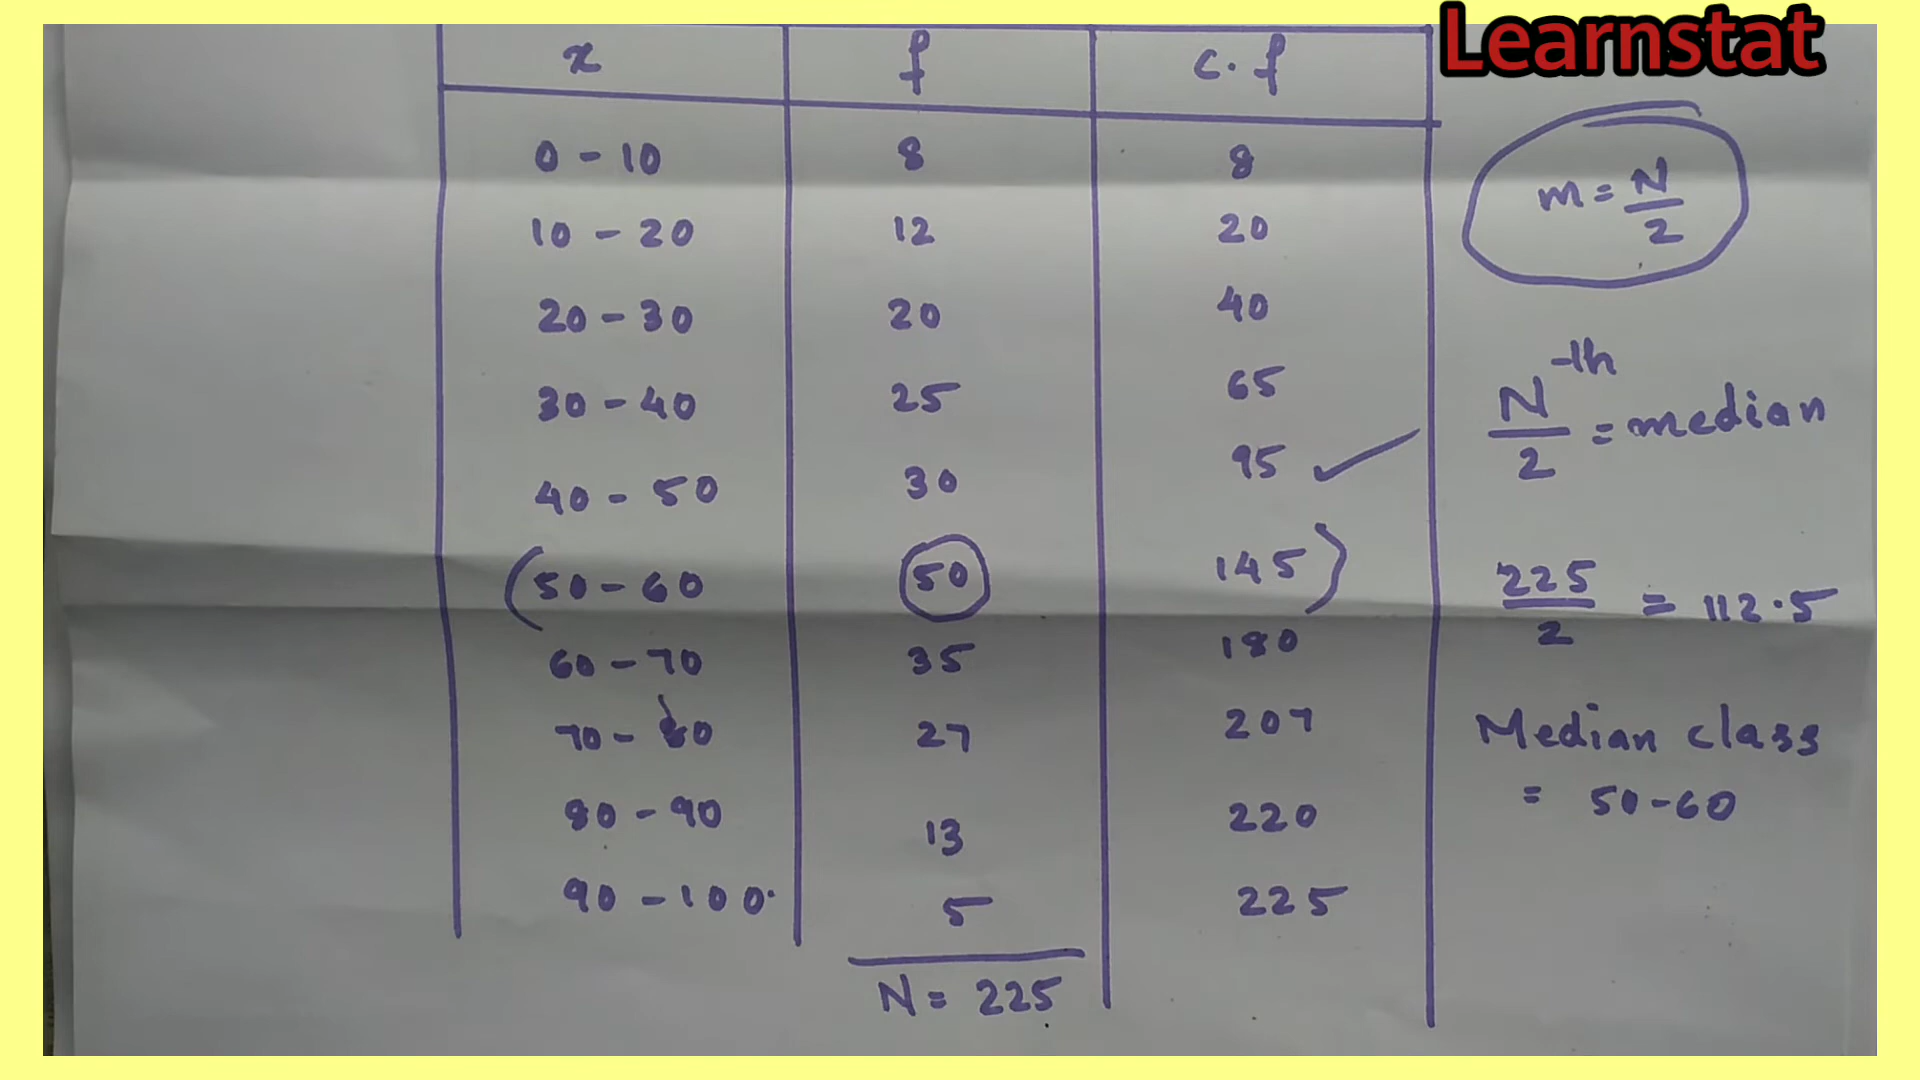 Learnstat
x f c.f
0 - 10 8 8
10 - 20 12 20
20 - 30 20 40
30 - 40 25 65
40 - 50 30 95 ✓
(50 - 60 50 145)
60 - 70 35 180
70 - 80 27 207
80 - 90 13 220
90 - 100 5 225
N = 225
m = N/2
N/2 -th = median
225/2 = 112.5
Median class
= 50-60